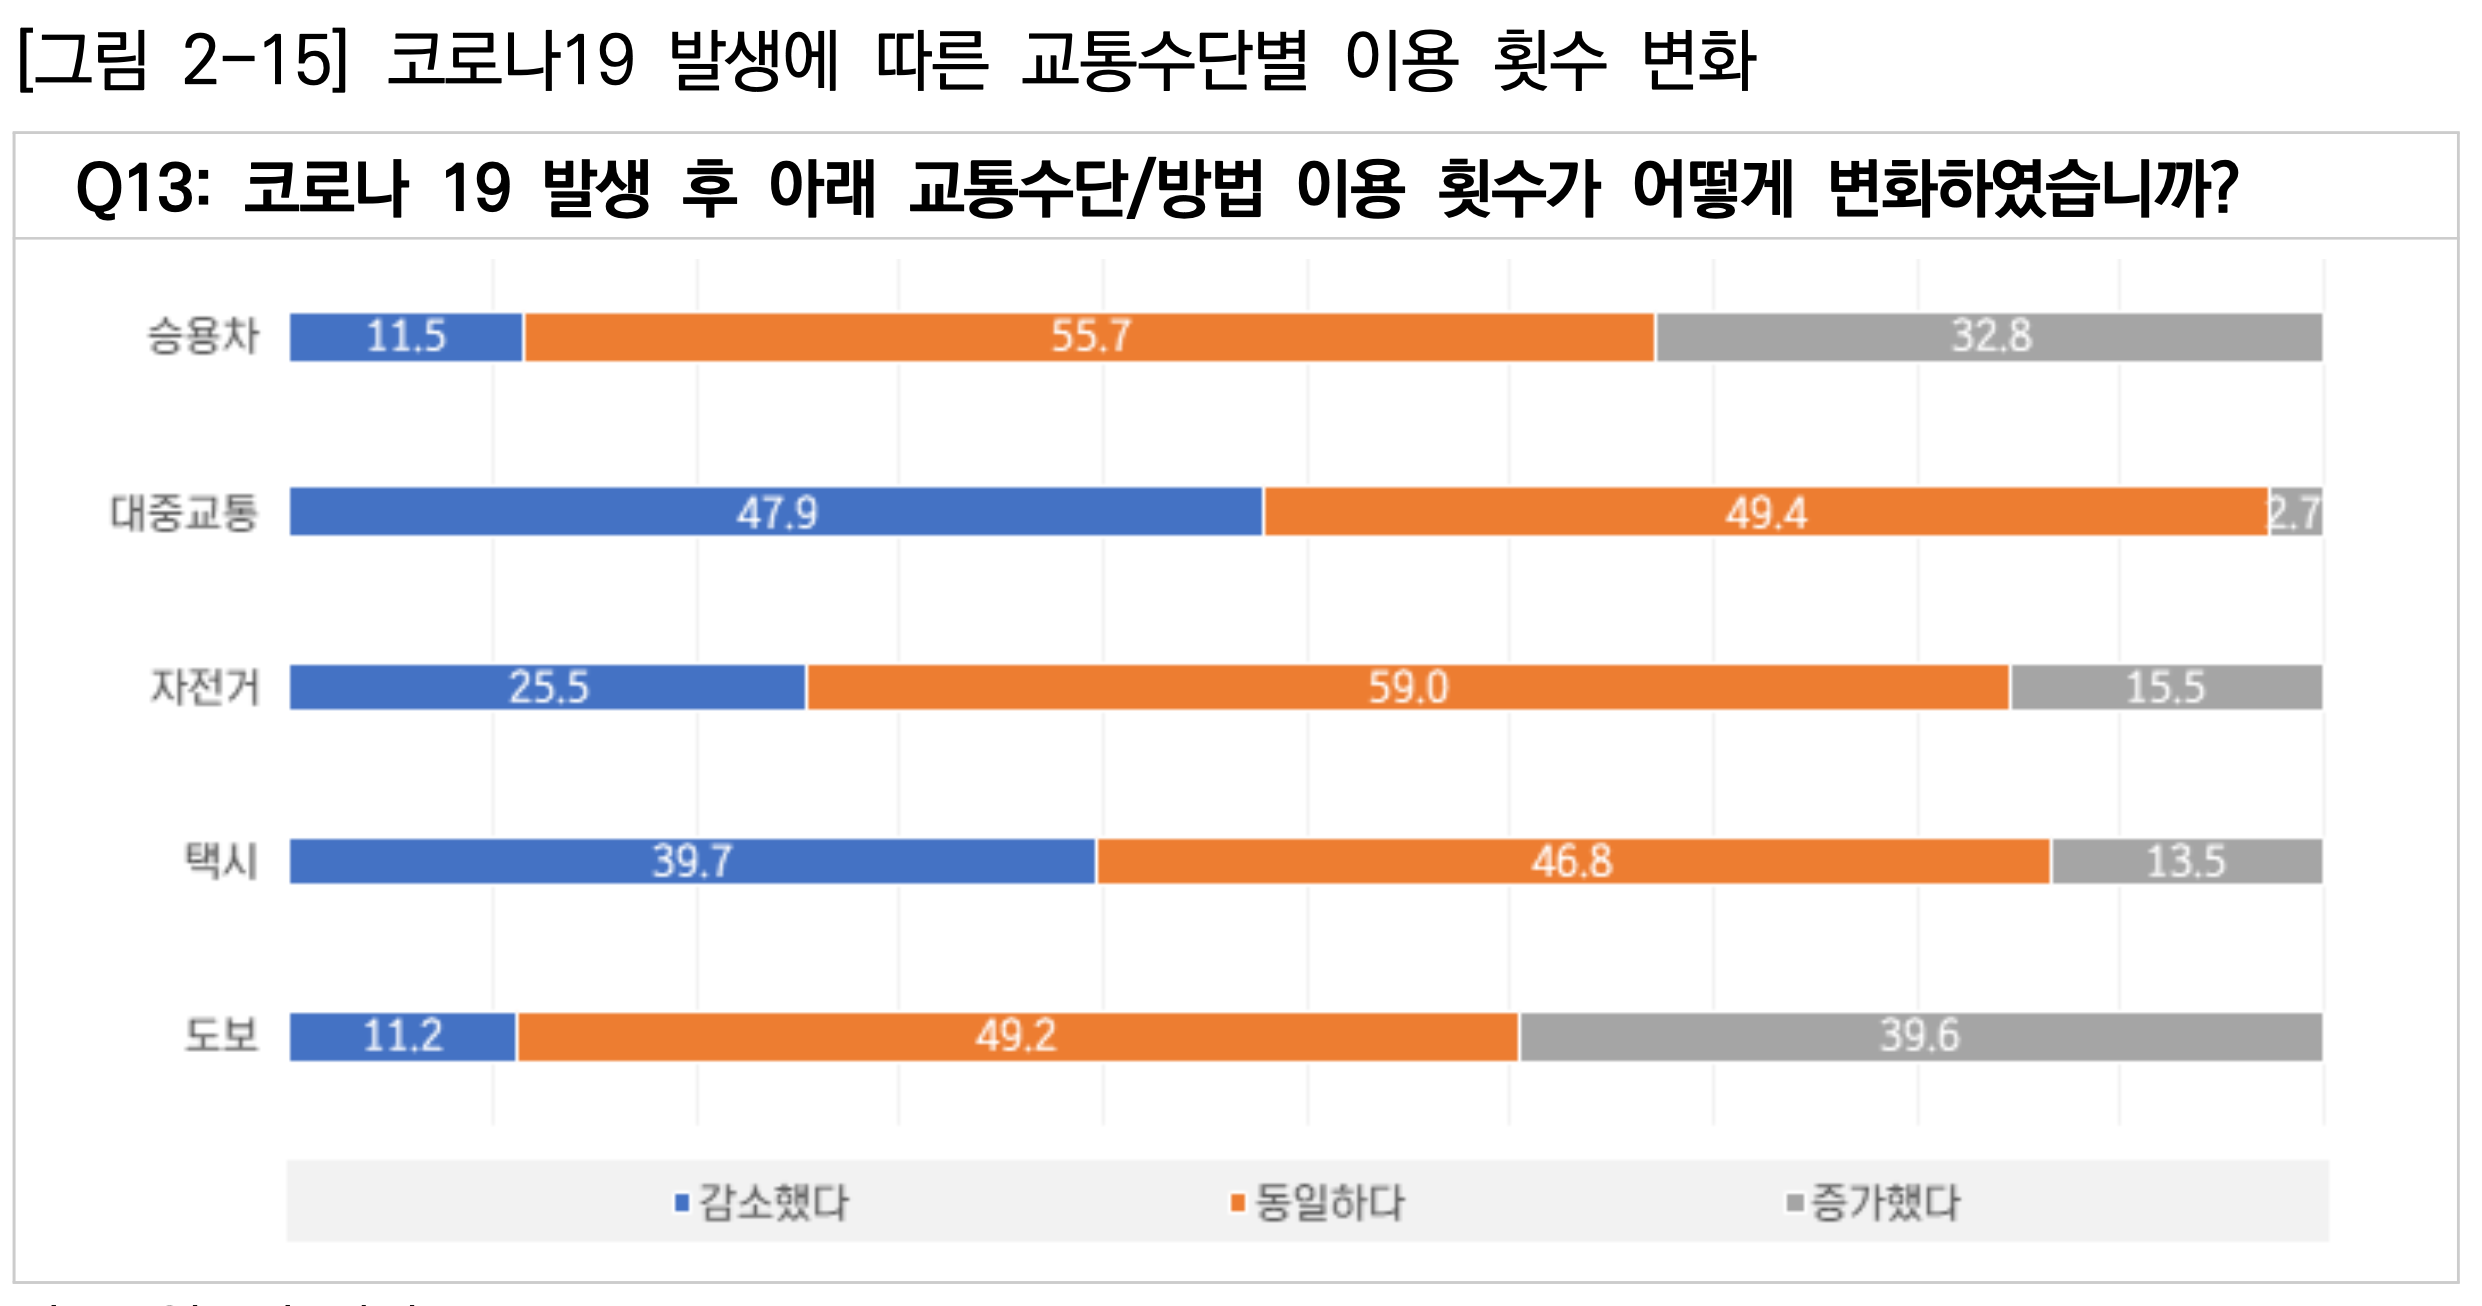 [그림 2-15] 코로나19 발생에 따른 교통수단별 이용 횟수 변화
Q13: 코로나 19 발생 후 아래 교통수단/방법 이용 횟수가 어떻게 변화하였습니까?
승용차 11.5 55.7 32.8
대중교통 47.9 49.4 2.7
자전거 25.5 59.0 15.5
택시 39.7 46.8 13.5
도보 11.2 49.2 39.6
감소했다 동일하다 증가했다